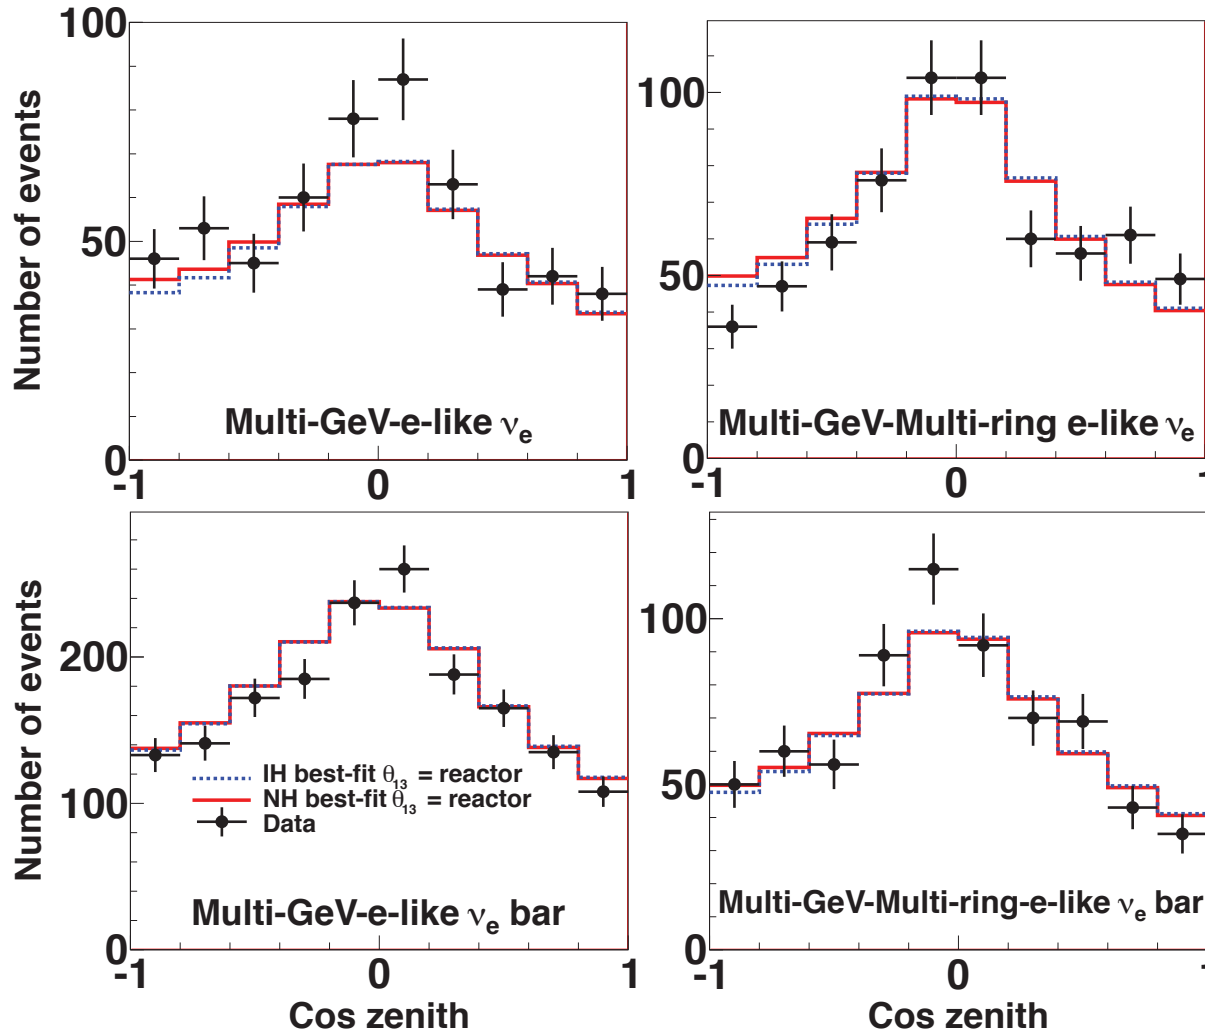 100
50
0
Number of events
Multi-GeV-e-like νe
-1 0 1
100
50
0
Multi-GeV-Multi-ring e-like νe
-1 0 1
200
100
0
Number of events
IH best-fit θ13 = reactor
NH best-fit θ13 = reactor
Data
Multi-GeV-e-like νe bar
-1 0 1
Cos zenith
100
50
0
Multi-GeV-Multi-ring-e-like νe bar
-1 0 1
Cos zenith